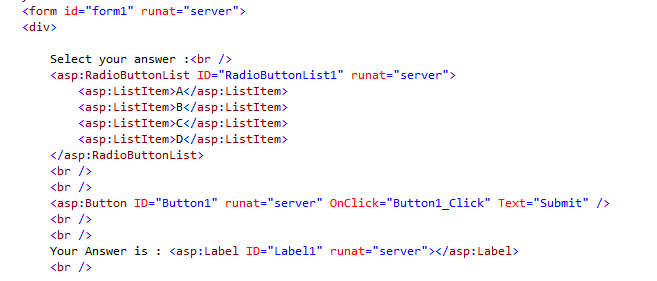 <form id="form1" runat="server">
<div>
Select your answer :<br />
<asp:RadioButtonList ID="RadioButtonList1" runat="server">
<asp:ListItem>A</asp:ListItem>
<asp:ListItem>B</asp:ListItem>
<asp:ListItem>C</asp:ListItem>
<asp:ListItem>D</asp:ListItem>
</asp:RadioButtonList>
<br />
<br />
<asp:Button ID="Button1" runat="server" OnClick="Button1_Click" Text="Submit" />
<br />
<br />
Your Answer is : <asp:Label ID="Label1" runat="server"></asp:Label>
<br />